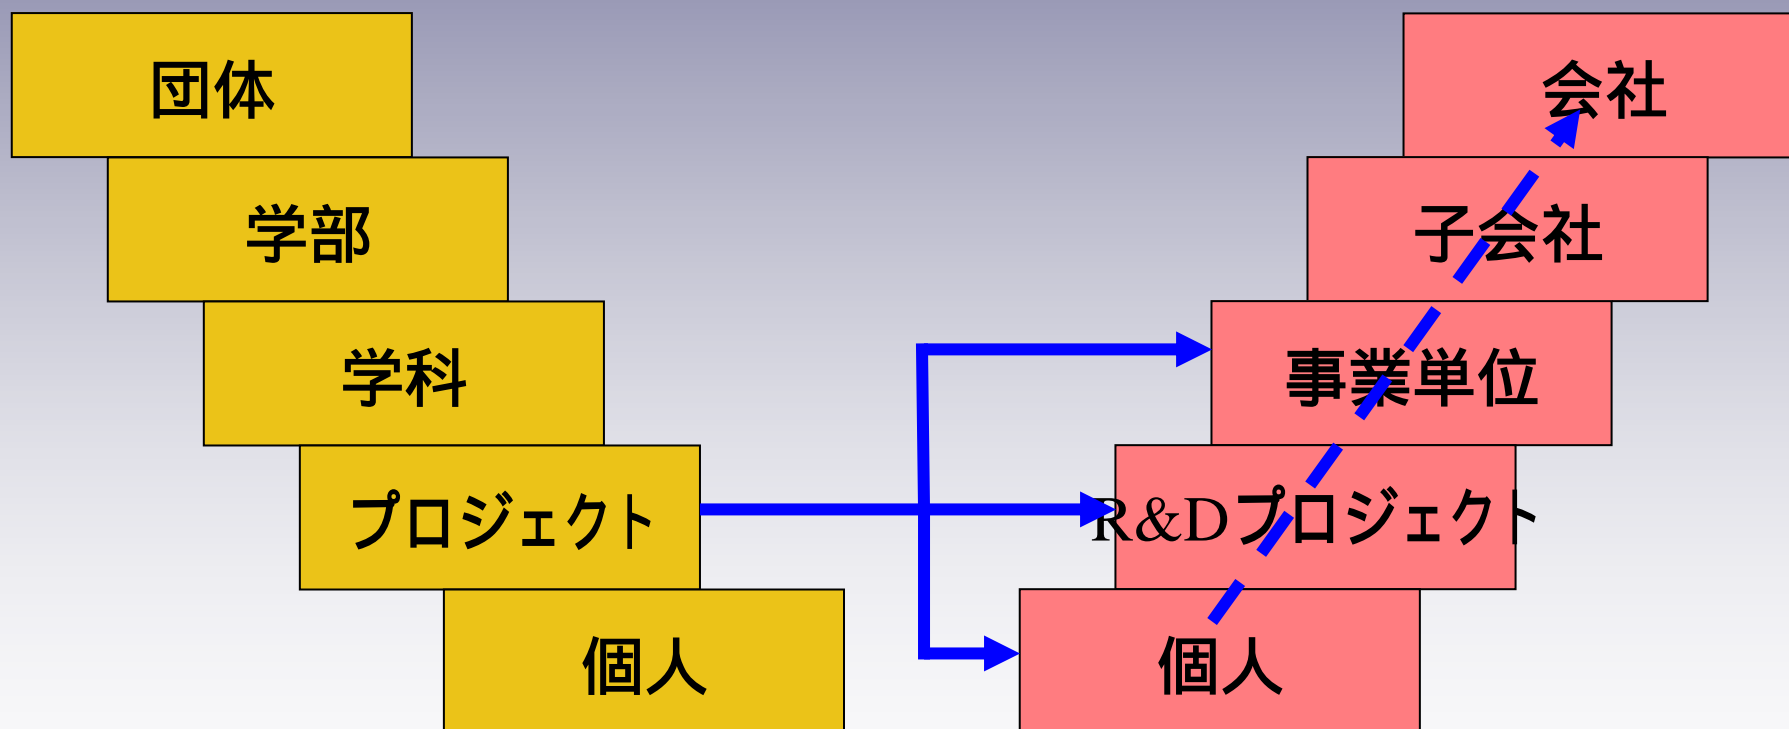 団体
学部
学科
プロジェクト
個人
会社
子会社
事業単位
R&Dプロジェクト
個人